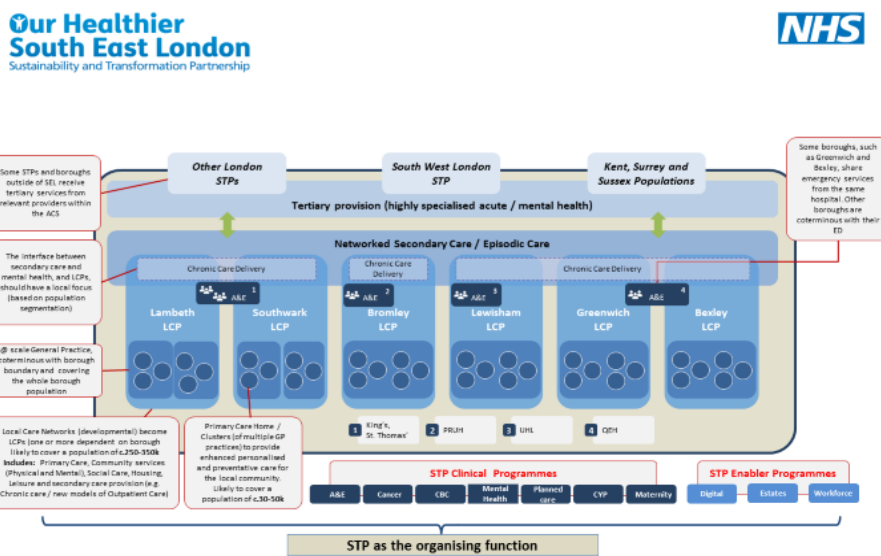 Our Healthier
South East London
Sustainability and Transformation Partnership
NHS
Some STPs and boroughs
outside of SEL receive
tertiary services from
relevant providers within
the ACS
Other London
STPs
South West London
STP
Kent, Surrey and
Sussex Populations
Some boroughs, such
as Greenwich and
Bexley, share
emergency services
from the same
hospital. Other
boroughs are
coterminous with their
ED
Tertiary provision (highly specialised acute / mental health)
The interface between
secondary care and
mental health, and LCPs,
should have a local focus
(based on population
segmentation)
Networked Secondary Care / Episodic Care
Chronic Care Delivery
Chronic Care
Delivery
Chronic Care Delivery
A&E 1
A&E 2
A&E 3
A&E 4
Lambeth
LCP
Southwark
LCP
Bromley
LCP
Lewisham
LCP
Greenwich
LCP
Bexley
LCP
@ scale General Practice,
coterminous with borough
boundary and covering
the whole borough
population
Local Care Networks (developmental) become
LCPs (one or more dependent on borough
likely to cover a population of c.250-350k
Includes: Primary Care, Community services
(Physical and Mental), Social Care, Housing,
Leisure and secondary care provision (e.g.
Chronic care / new models of Outpatient Care)
Primary Care Home /
Clusters (of multiple GP
practices) to provide
enhanced personalised
and preventative care for
the local community.
Likely to cover a
population of c.30-50k
1 King's,
St. Thomas'
2 PRUH
3 UHL
4 QEH
STP Clinical Programmes
A&E
Cancer
CBC
Mental
Health
Planned
care
CYP
Maternity
STP Enabler Programmes
Digital
Estates
Workforce
STP as the organising function